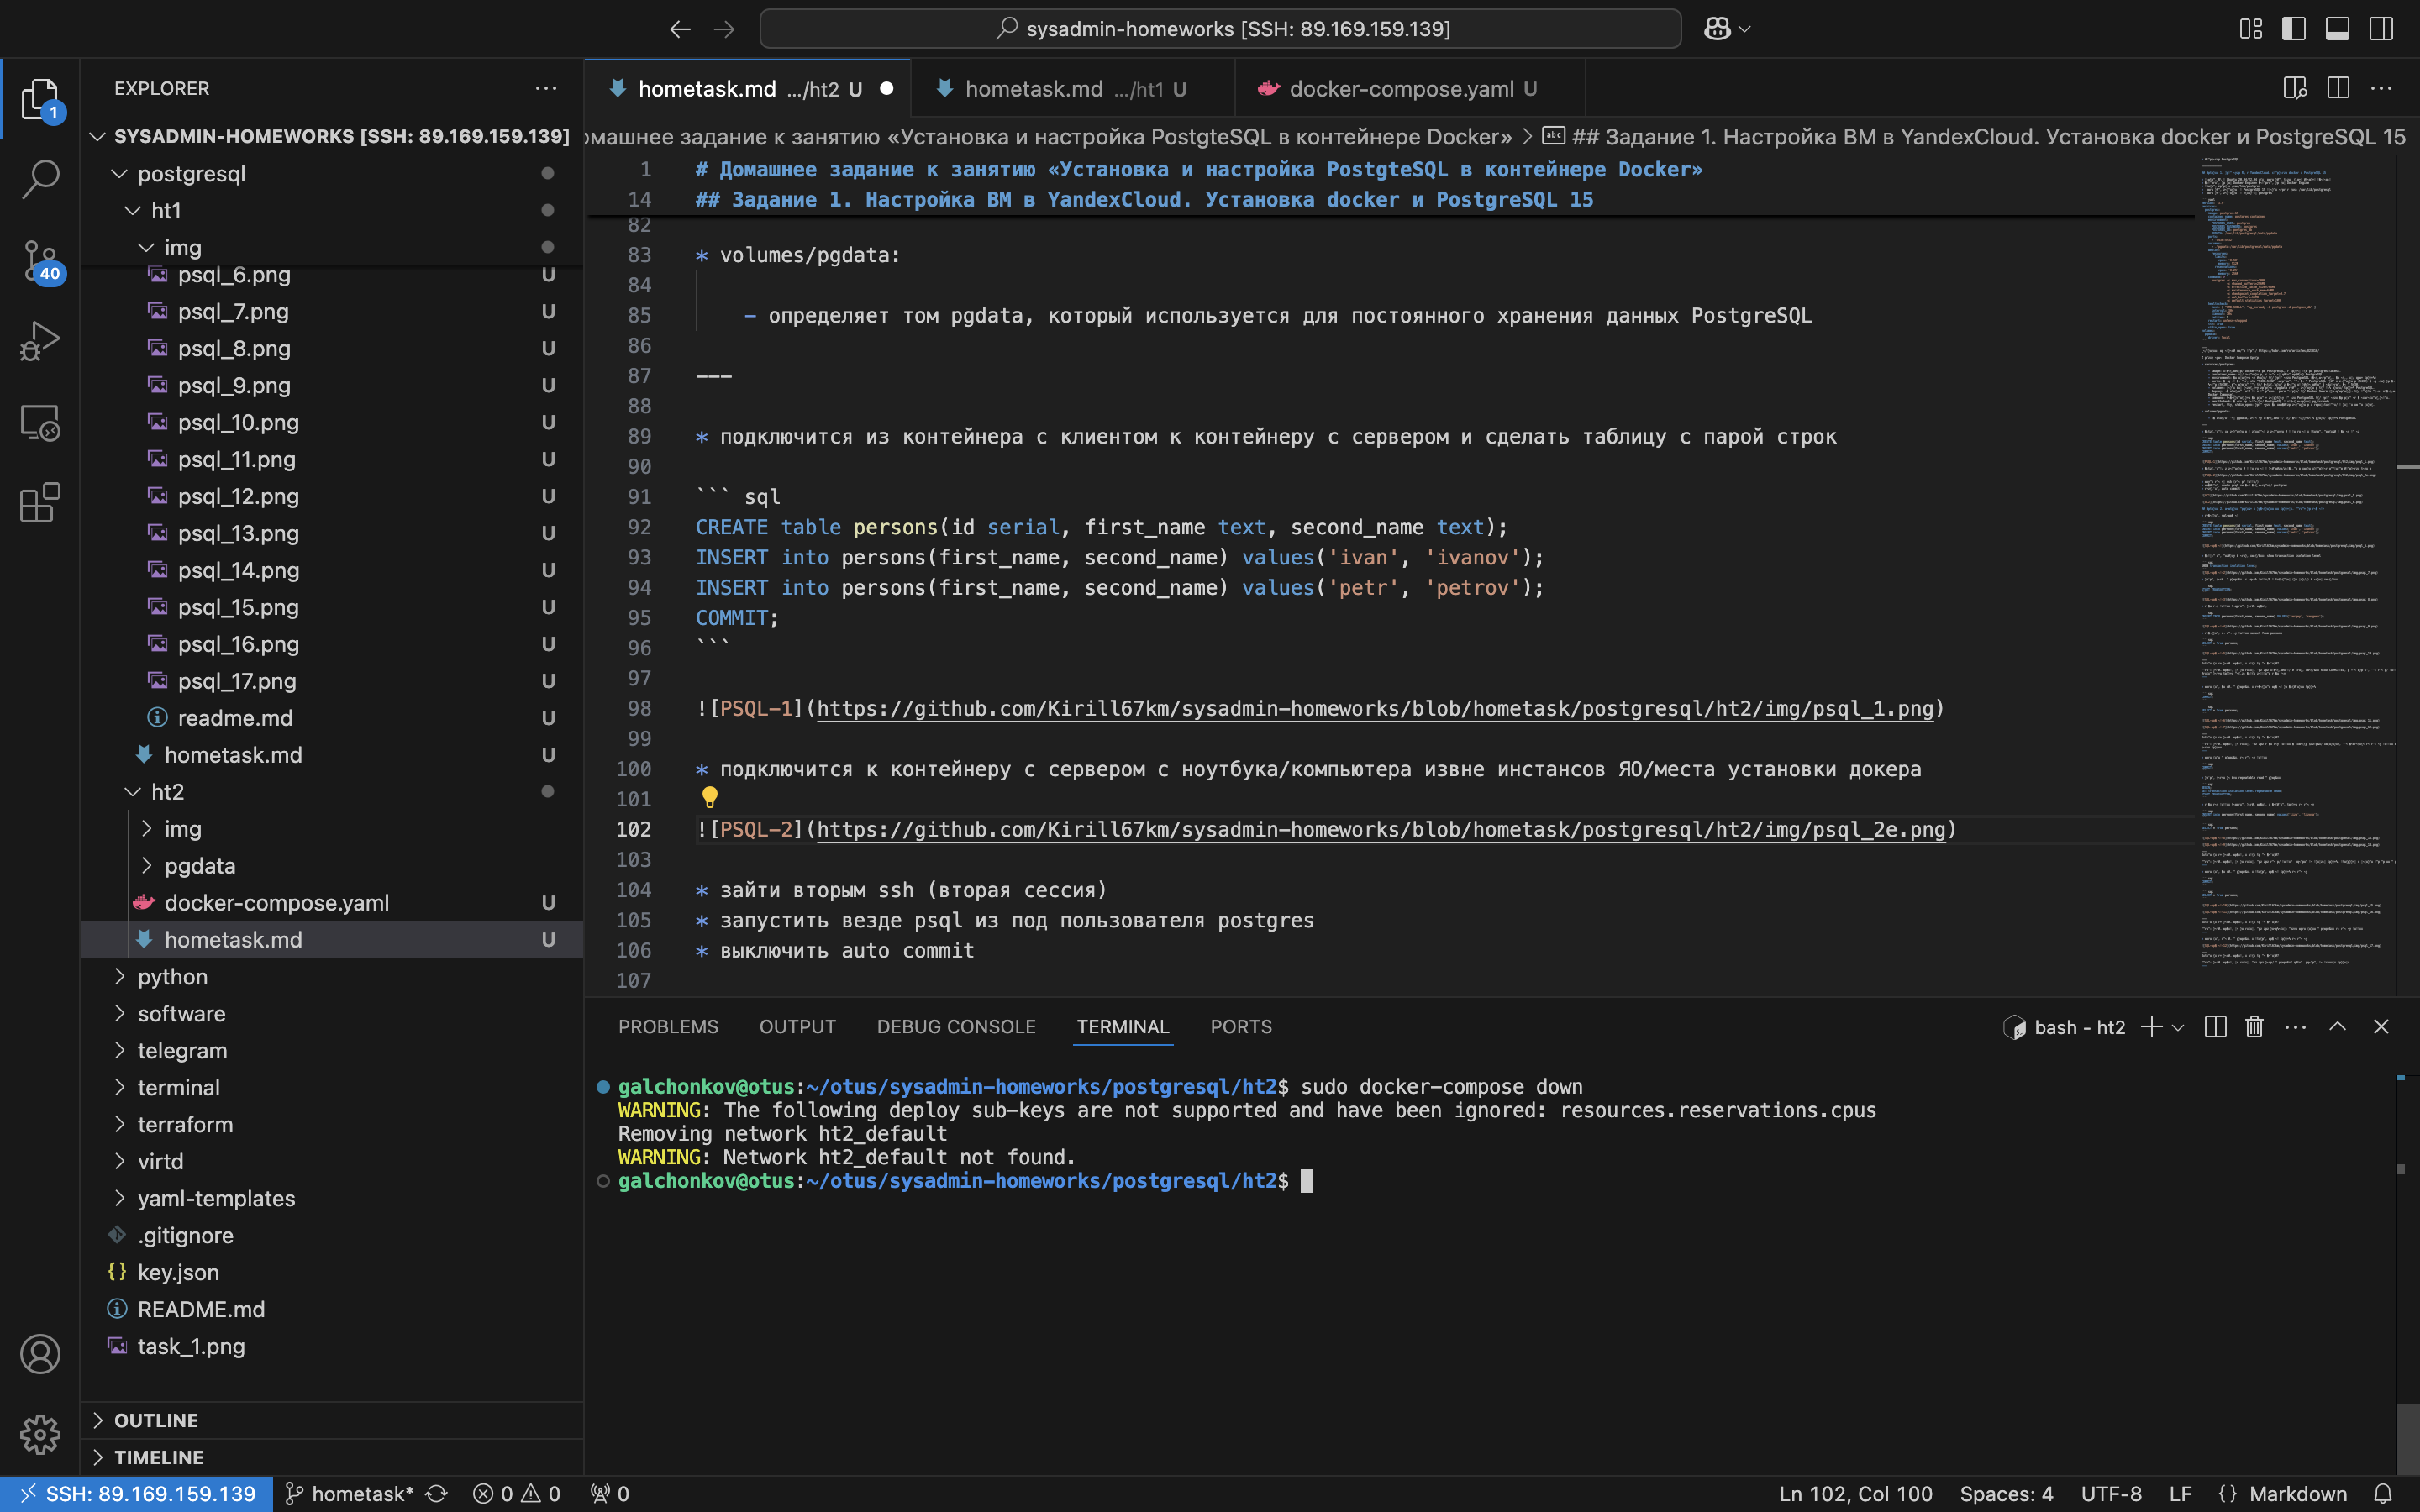 sysadmin-homeworks [SSH: 89.169.159.139]
EXPLORER
hometask.md .../ht2 U
hometask.md .../ht1 U
docker-compose.yaml U
1
SYSADMIN-HOMEWORKS [SSH: 89.169.159.139]
омашнее задание к занятию «Установка и настройка PostgteSQL в контейнере Docker» > ## Задание 1. Настройка ВМ в YandexCloud. Установка docker и PostgreSQL 15
postgresql
ht1
img
psql_6.png U
psql_7.png U
psql_8.png U
psql_9.png U
psql_10.png U
psql_11.png U
psql_12.png U
psql_13.png U
psql_14.png U
psql_15.png U
psql_16.png U
psql_17.png U
readme.md U
hometask.md U
ht2
img
pgdata
docker-compose.yaml U
hometask.md U
python
software
telegram
terminal
terraform
virtd
yaml-templates
.gitignore
key.json
README.md
task_1.png
OUTLINE
TIMELINE
40
1 # Домашнее задание к занятию «Установка и настройка PostgteSQL в контейнере Docker»
14 ## Задание 1. Настройка ВМ в YandexCloud. Установка docker и PostgreSQL 15
82
83 * volumes/pgdata:
84
85 - определяет том pgdata, который используется для постоянного хранения данных PostgreSQL
86
87 ---
88
89 * подключится из контейнера с клиентом к контейнеру с сервером и сделать таблицу с парой строк
90
91 ``` sql
92 CREATE table persons(id serial, first_name text, second_name text);
93 INSERT into persons(first_name, second_name) values('ivan', 'ivanov');
94 INSERT into persons(first_name, second_name) values('petr', 'petrov');
95 COMMIT;
96 ```
97
98 ![PSQL-1](https://github.com/Kirill67km/sysadmin-homeworks/blob/hometask/postgresql/ht2/img/psql_1.png)
99
100 * подключится к контейнеру с сервером с ноутбука/компьютера извне инстансов ЯО/места установки докера
101
102 ![PSQL-2](https://github.com/Kirill67km/sysadmin-homeworks/blob/hometask/postgresql/ht2/img/psql_2e.png)
103
104 * зайти вторым ssh (вторая сессия)
105 * запустить везде psql из под пользователя postgres
106 * выключить auto commit
107
PROBLEMS OUTPUT DEBUG CONSOLE TERMINAL PORTS
bash - ht2
galchonkov@otus:~/otus/sysadmin-homeworks/postgresql/ht2$ sudo docker-compose down
WARNING: The following deploy sub-keys are not supported and have been ignored: resources.reservations.cpus
Removing network ht2_default
WARNING: Network ht2_default not found.
galchonkov@otus:~/otus/sysadmin-homeworks/postgresql/ht2$
SSH: 89.169.159.139 hometask* 0 0 0
Ln 102, Col 100 Spaces: 4 UTF-8 LF {} Markdown